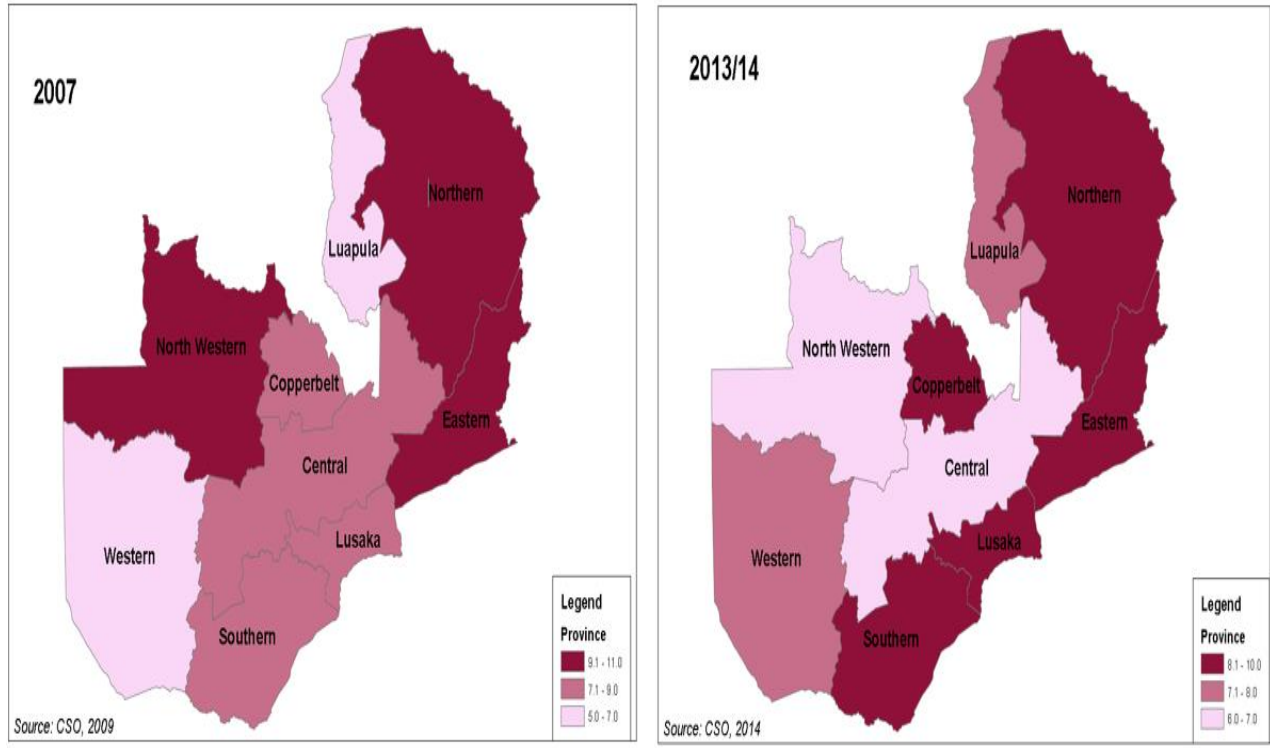 2007
Northern
Luapula
North Western
Copperbelt
Eastern
Central
Lusaka
Western
Southern
Legend
Province
9.1 - 11.0
7.1 - 9.0
5.0 - 7.0
Source: CSO, 2009
2013/14
Northern
Luapula
North Western
Copperbelt
Eastern
Central
Lusaka
Western
Southern
Legend
Province
8.1 - 10.0
7.1 - 8.0
6.0 - 7.0
Source: CSO, 2014